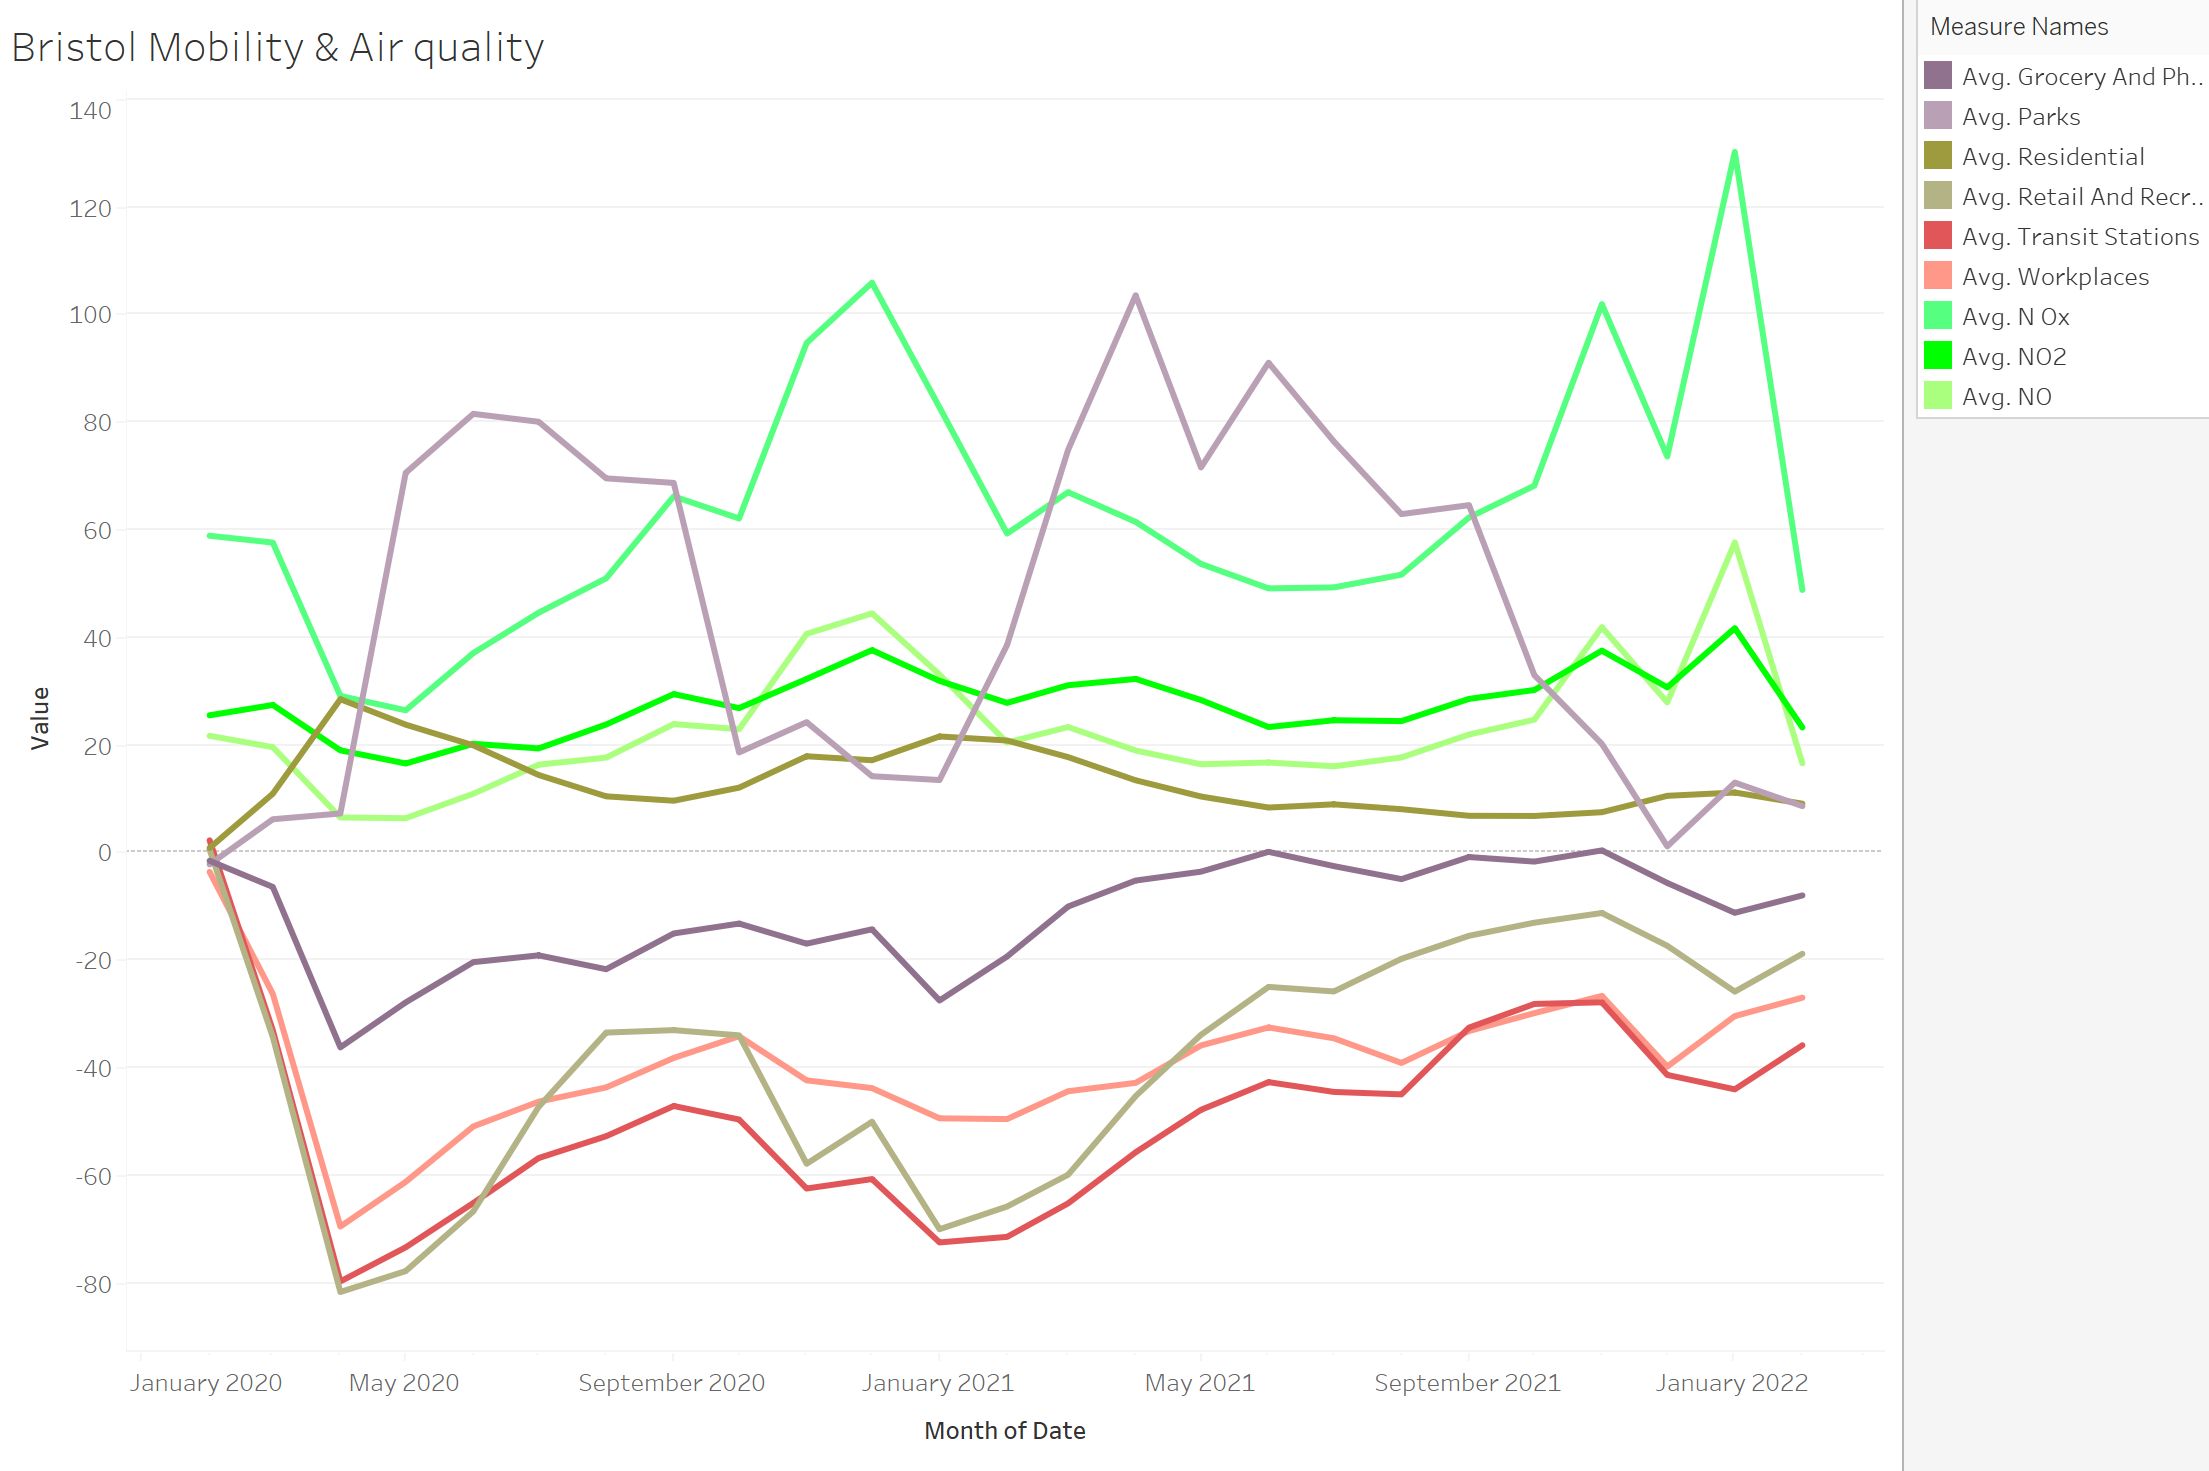 Bristol Mobility & Air quality
Measure Names
Avg. Grocery And Ph..
Avg. Parks
Avg. Residential
Avg. Retail And Recr..
Avg. Transit Stations
Avg. Workplaces
Avg. N Ox
Avg. NO2
Avg. NO
140
120
100
80
60
40
20
0
-20
-40
-60
-80
Value
January 2020
May 2020
September 2020
January 2021
May 2021
September 2021
January 2022
Month of Date